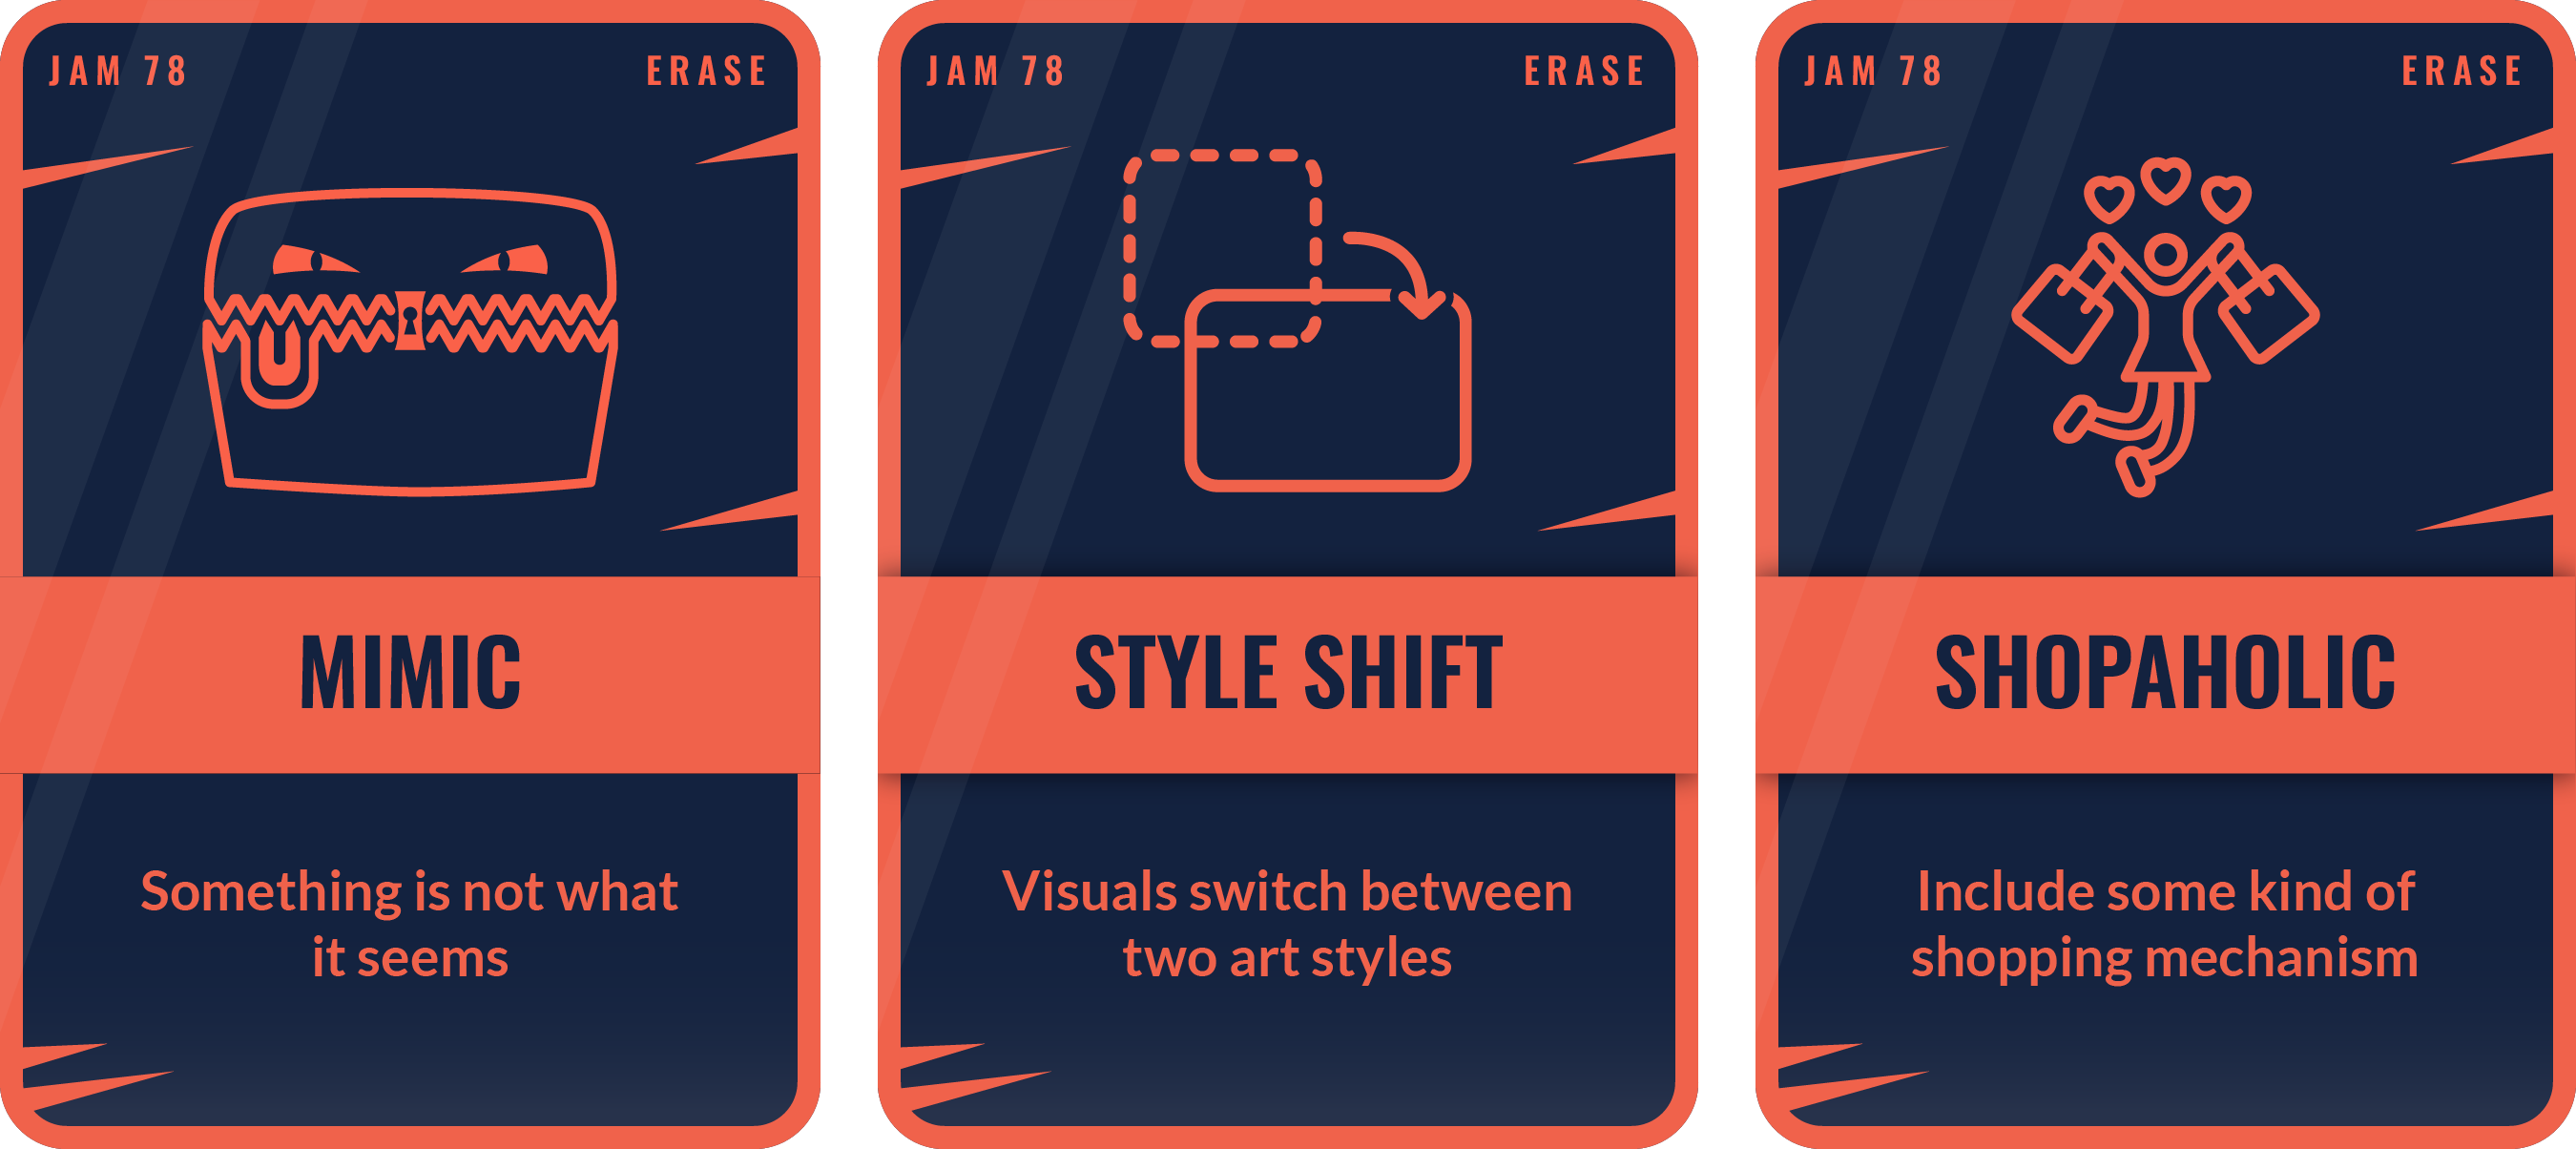 JAM 78
ERASE
MIMIC
Something is not what
it seems
JAM 78
ERASE
STYLE SHIFT
Visuals switch between
two art styles
JAM 78
ERASE
SHOPAHOLIC
Include some kind of
shopping mechanism